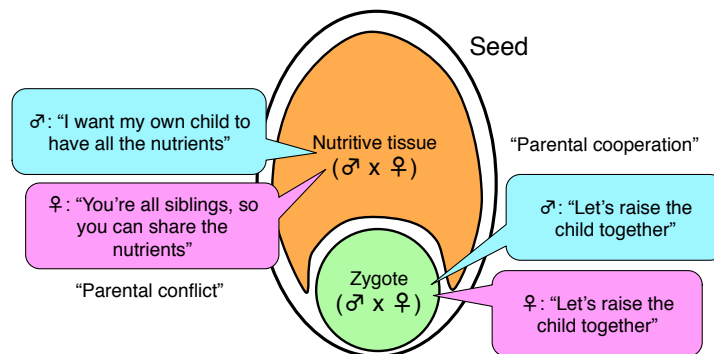 Seed
♂: “I want my own child to
have all the nutrients”
Nutritive tissue
(♂ x ♀)
“Parental cooperation”
♀: “You’re all siblings, so
you can share the
nutrients”
♂: “Let’s raise the
child together”
“Parental conflict”
Zygote
(♂ x ♀)
♀: “Let’s raise the
child together”